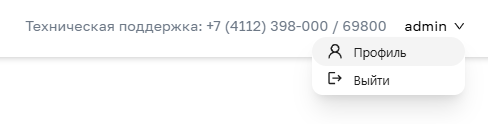 Техническая поддержка: +7 (4112) 398-000 / 69800 admin
Профиль
Выйти